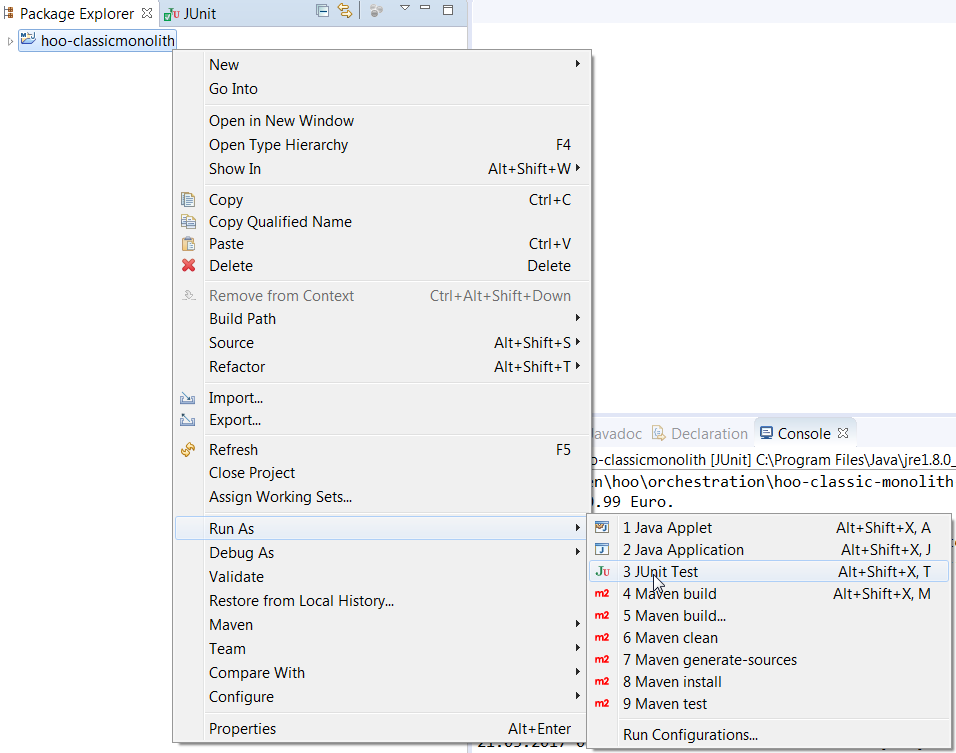 Package Explorer JUnit
hoo-classicmonolith
New
Go Into
Open in New Window
Open Type Hierarchy F4
Show In Alt+Shift+W
Copy Ctrl+C
Copy Qualified Name
Paste Ctrl+V
Delete Delete
Remove from Context Ctrl+Alt+Shift+Down
Build Path
Source Alt+Shift+S
Refactor Alt+Shift+T
Import...
Export...
Refresh F5
Close Project
Assign Working Sets...
Run As
Debug As
Validate
Restore from Local History...
Maven
Team
Compare With
Configure
Properties Alt+Enter
Javadoc Declaration Console
o-classicmonolith [JUnit] C:\Program Files\Java\jre1.8.0_
en\hoo\orchestration\hoo-classic-monolith
.99 Euro.
1 Java Applet Alt+Shift+X, A
2 Java Application Alt+Shift+X, J
3 JUnit Test Alt+Shift+X, T
4 Maven build Alt+Shift+X, M
5 Maven build...
6 Maven clean
7 Maven generate-sources
8 Maven install
9 Maven test
Run Configurations...